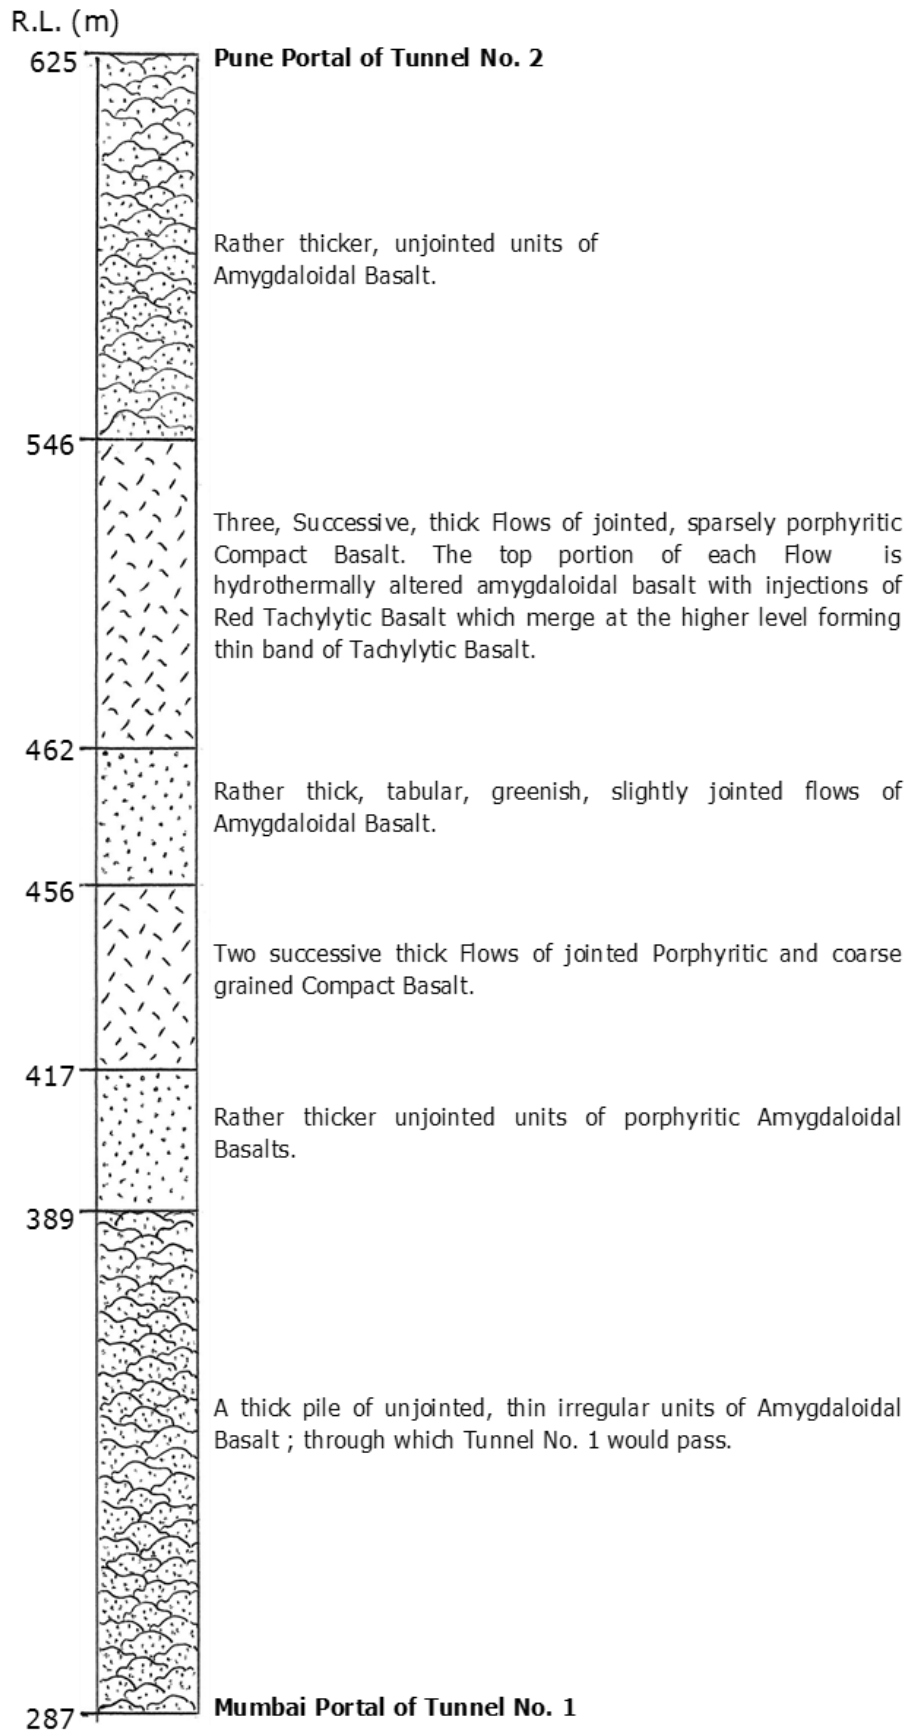 R.L. (m)
625 Pune Portal of Tunnel No. 2
Rather thicker, unjointed units of
Amygdaloidal Basalt.
546
Three, Successive, thick Flows of jointed, sparsely porphyritic
Compact Basalt. The top portion of each Flow is
hydrothermally altered amygdaloidal basalt with injections of
Red Tachylytic Basalt which merge at the higher level forming
thin band of Tachylytic Basalt.
462
Rather thick, tabular, greenish, slightly jointed flows of
Amygdaloidal Basalt.
456
Two successive thick Flows of jointed Porphyritic and coarse
grained Compact Basalt.
417
Rather thicker unjointed units of porphyritic Amygdaloidal
Basalts.
389
A thick pile of unjointed, thin irregular units of Amygdaloidal
Basalt ; through which Tunnel No. 1 would pass.
287 Mumbai Portal of Tunnel No. 1